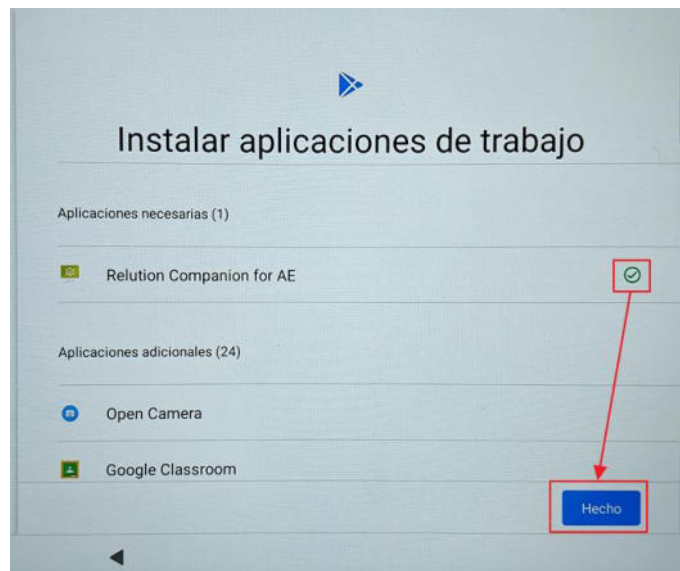 Instalar aplicaciones de trabajo
Aplicaciones necesarias (1)
Relution Companion for AE
Aplicaciones adicionales (24)
Open Camera
Google Classroom
Hecho